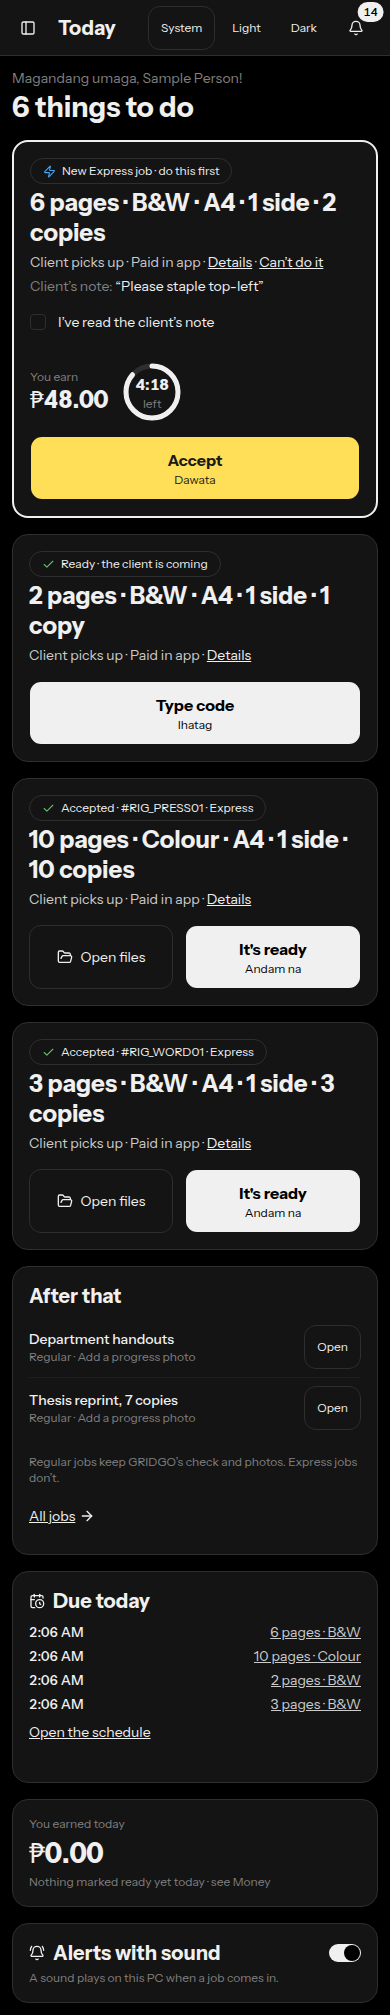 Today
System
Light
Dark
14
Magandang umaga, Sample Person!
6 things to do
New Express job · do this first
6 pages · B&W · A4 · 1 side · 2
copies
Client picks up · Paid in app · Details · Can't do it
Client's note: “Please staple top-left”
I've read the client's note
You earn
₱48.00
4:18
left
Accept
Dawata
Ready · the client is coming
2 pages · B&W · A4 · 1 side · 1
copy
Client picks up · Paid in app · Details
Type code
Ihatag
Accepted · #RIG_PRESS01 · Express
10 pages · Colour · A4 · 1 side ·
10 copies
Client picks up · Paid in app · Details
Open files
It's ready
Andam na
Accepted · #RIG_WORD01 · Express
3 pages · B&W · A4 · 1 side · 3
copies
Client picks up · Paid in app · Details
Open files
It's ready
Andam na
After that
Department handouts
Regular · Add a progress photo
Open
Thesis reprint, 7 copies
Regular · Add a progress photo
Open
Regular jobs keep GRIDGO's check and photos. Express jobs
don't.
All jobs →
Due today
2:06 AM 6 pages · B&W
2:06 AM 10 pages · Colour
2:06 AM 2 pages · B&W
2:06 AM 3 pages · B&W
Open the schedule
You earned today
₱0.00
Nothing marked ready yet today · see Money
Alerts with sound
A sound plays on this PC when a job comes in.